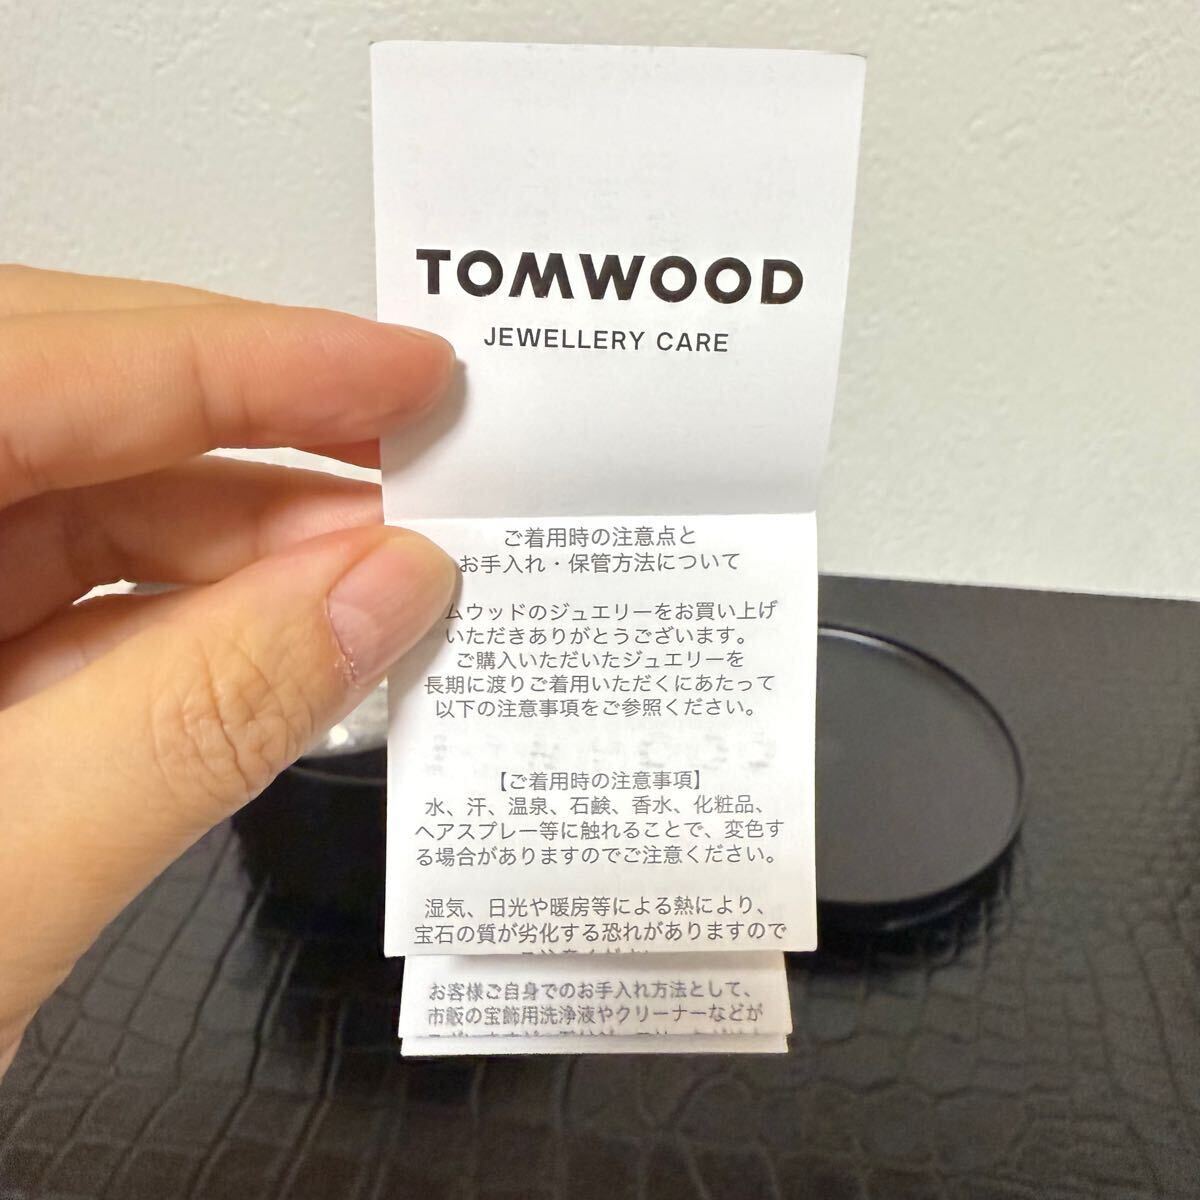 TOMWOOD
JEWELLERY CARE
ご着用時の注意点と
お手入れ・保管方法について
ムウッドのジュエリーをお買い上げ
いただきありがとうございます。
ご購入いただいたジュエリーを
長期に渡りご着用いただくにあたって
以下の注意事項をご参照ください。
【ご着用時の注意事項】
水、汗、温泉、石鹸、香水、化粧品、
ヘアスプレー等に触れることで、変色す
る場合がありますのでご注意ください。
湿気、日光や暖房等による熱により、
宝石の質が劣化する恐れがありますので
お客様ご自身でのお手入れ方法として、
市販の宝飾用洗浄液やクリーナーなどが